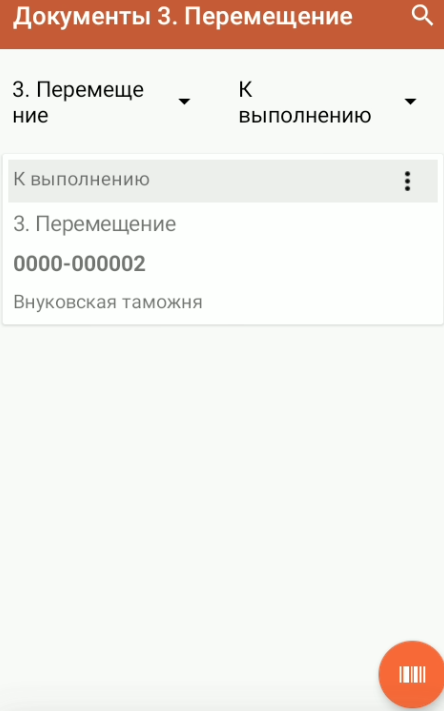 Документы 3. Перемещение
3. Перемеще
ние
К
выполнению
К выполнению
3. Перемещение
0000-000002
Внуковская таможня